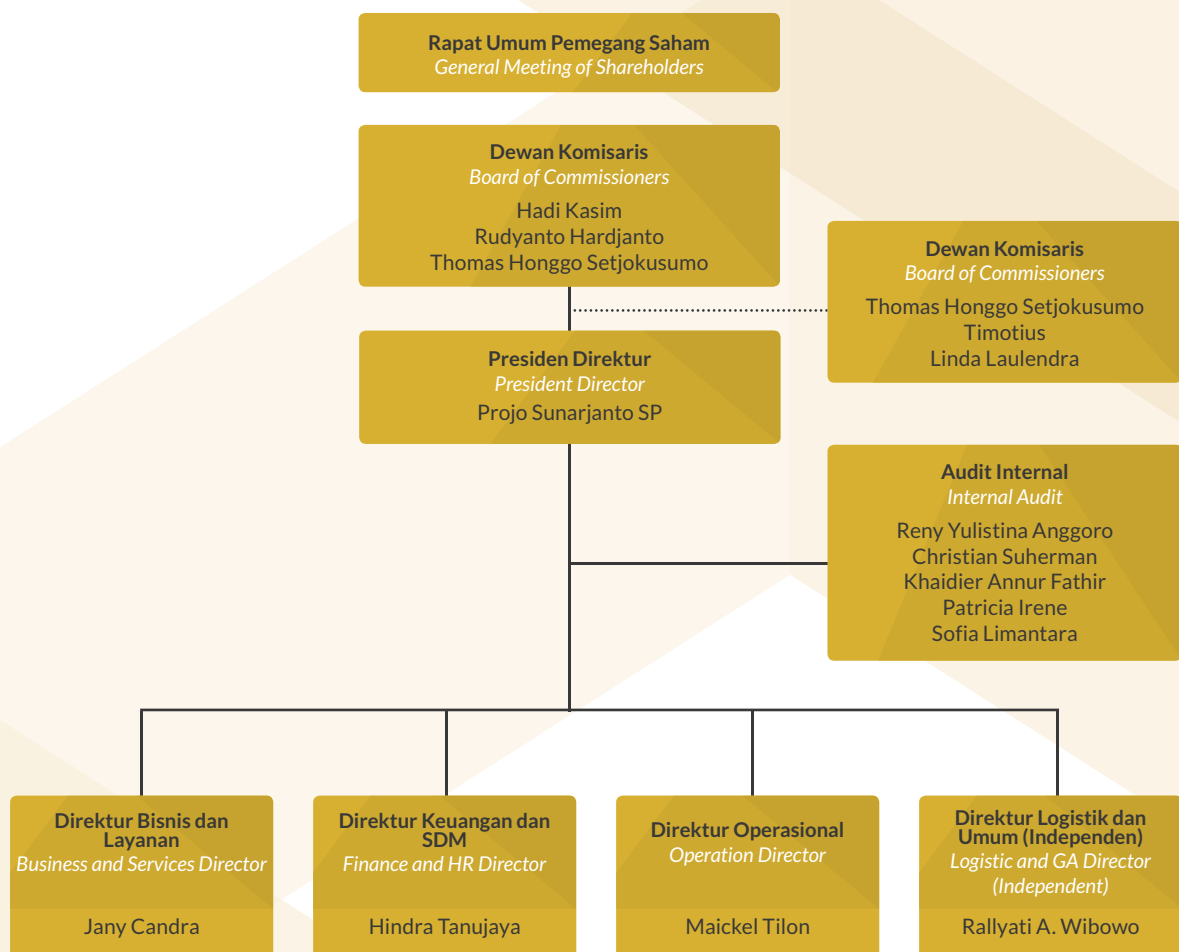 Rapat Umum Pemegang Saham
General Meeting of Shareholders
Dewan Komisaris
Board of Commissioners
Hadi Kasim
Rudyanto Hardjanto
Thomas Honggo Setjokusumo
Dewan Komisaris
Board of Commissioners
Thomas Honggo Setjokusumo
Timotius
Linda Laulendra
Presiden Direktur
President Director
Projo Sunarjanto SP
Audit Internal
Internal Audit
Reny Yulistina Anggoro
Christian Suherman
Khaidier Annur Fathir
Patricia Irene
Sofia Limantara
Direktur Bisnis dan
Layanan
Business and Services Director
Jany Candra
Direktur Keuangan dan
SDM
Finance and HR Director
Hindra Tanujaya
Direktur Operasional
Operation Director
Maickel Tilon
Direktur Logistik dan
Umum (Independen)
Logistic and GA Director
(Independent)
Rallyati A. Wibowo